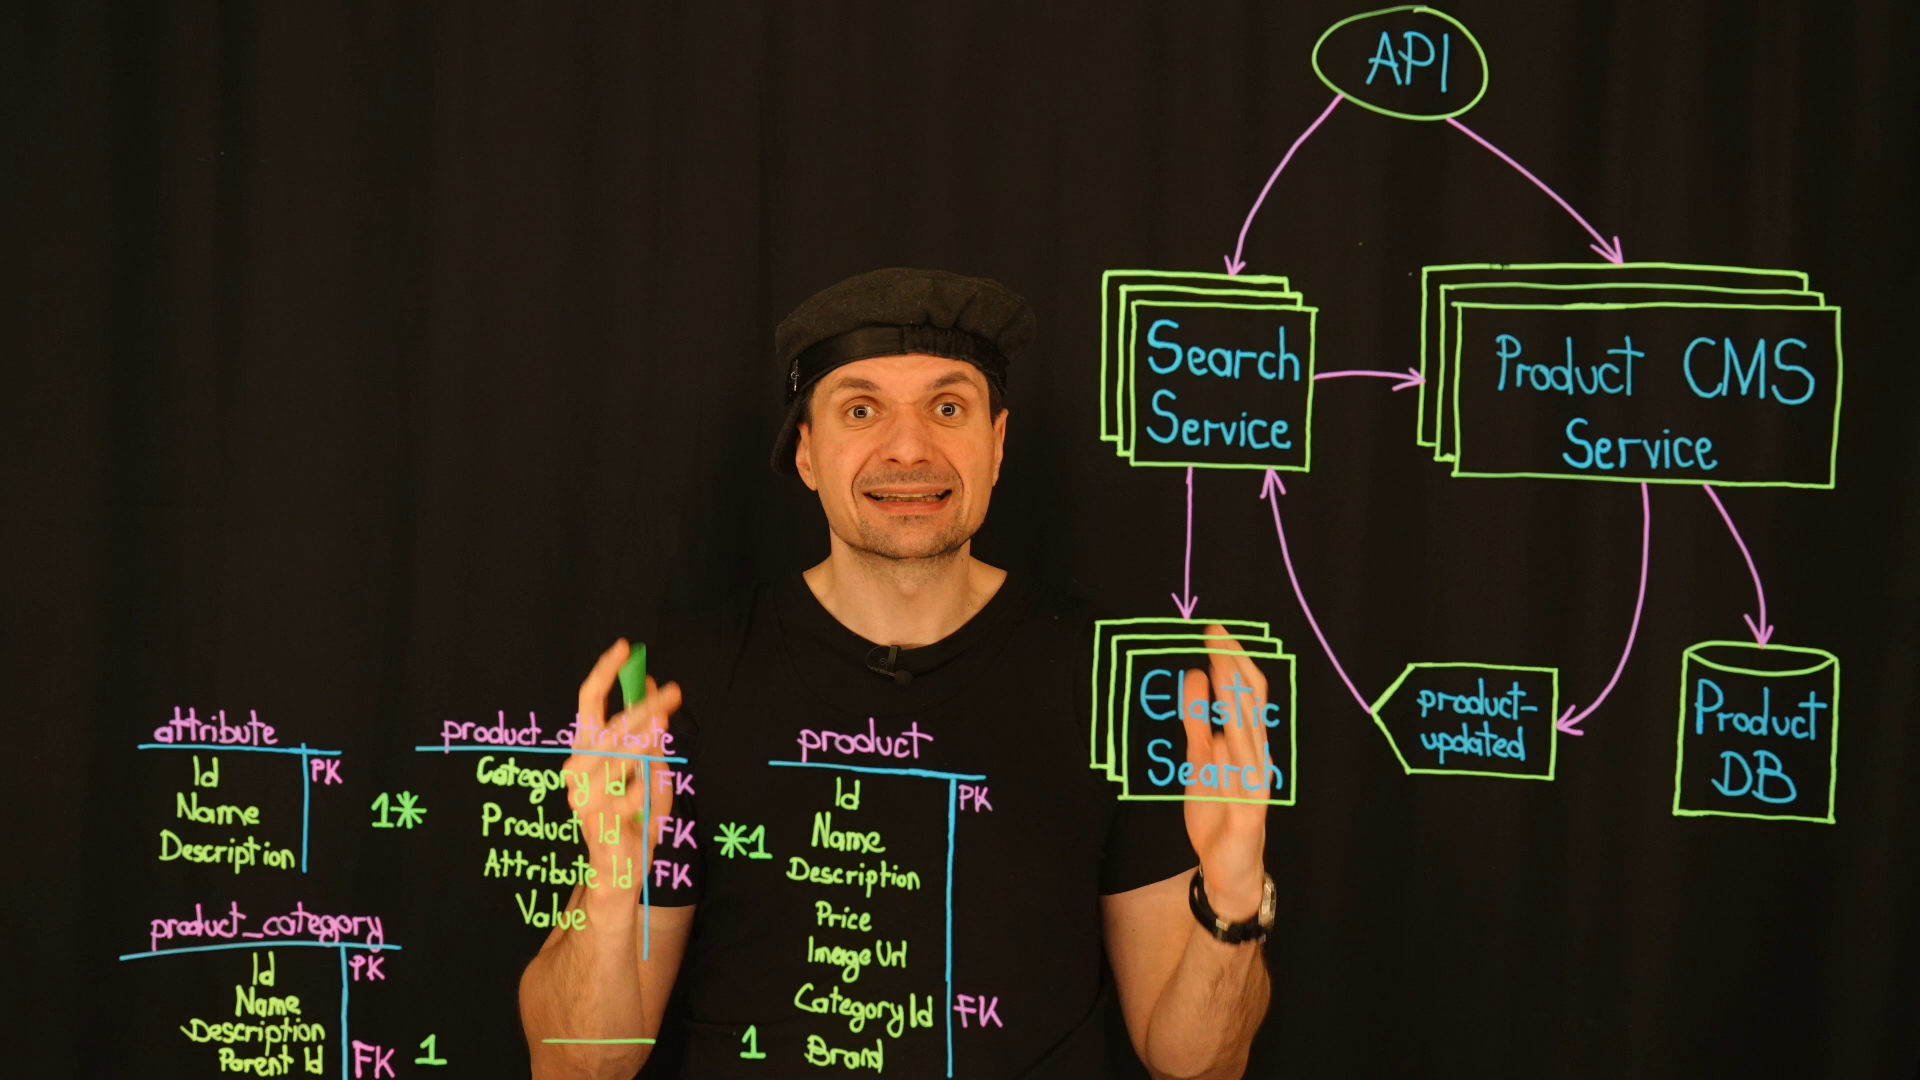 API
Search
Service
Product CMS
Service
Elastic
Search
product-
updated
Product
DB
attribute
Id PK
Name
Description
1*
product_attribute
Category Id FK
Product Id FK
Attribute Id FK
Value
*1
product
Id PK
Name
Description
Price
Image Url
Category Id FK
Brand
product_category
Id PK
Name
Description
Parent Id FK
1
1